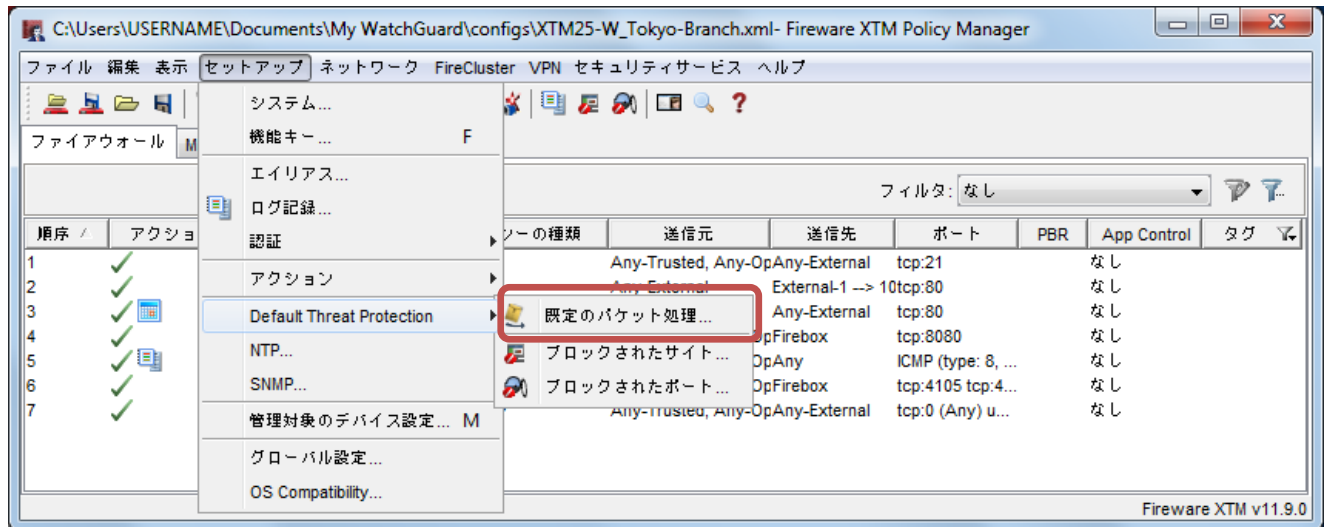 C:\Users\USERNAME\Documents\My WatchGuard\configs\XTM25-W_Tokyo-Branch.xml- Fireware XTM Policy Manager
ファイル 編集 表示 セットアップ ネットワーク FireCluster VPN セキュリティサービス ヘルプ
システム...
機能キー... F
エイリアス...
ログ記録...
認証
アクション
Default Threat Protection
NTP...
SNMP...
管理対象のデバイス設定... M
グローバル設定...
OS Compatibility...
既定のパケット処理...
ブロックされたサイト...
ブロックされたポート...
ファイアウォール M
フィルタ: なし
順序 アクショ シーの種類 送信元 送信先 ポート PBR App Control タグ
1 Any-Trusted, Any-Op Any-External tcp:21 なし
2 Any-External External-1 --> 10 tcp:80 なし
3 Any-External tcp:80 なし
4 pFirebox tcp:8080 なし
5 pAny ICMP (type: 8, ... なし
6 OpFirebox tcp:4105 tcp:4... なし
7 Any-Trusted, Any-Op Any-External tcp:0 (Any) u... なし
Fireware XTM v11.9.0